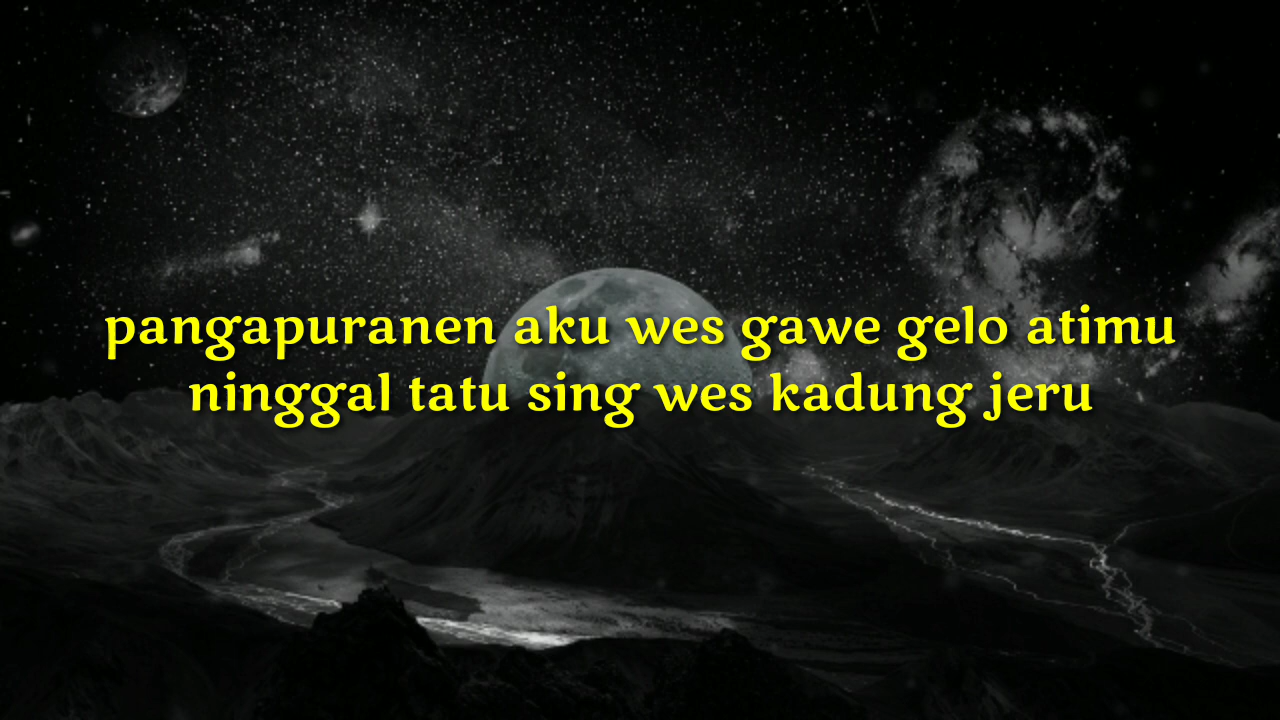 pangapuranen aku wes gawe gelo atimu
ninggal tatu sing wes kadung jeru